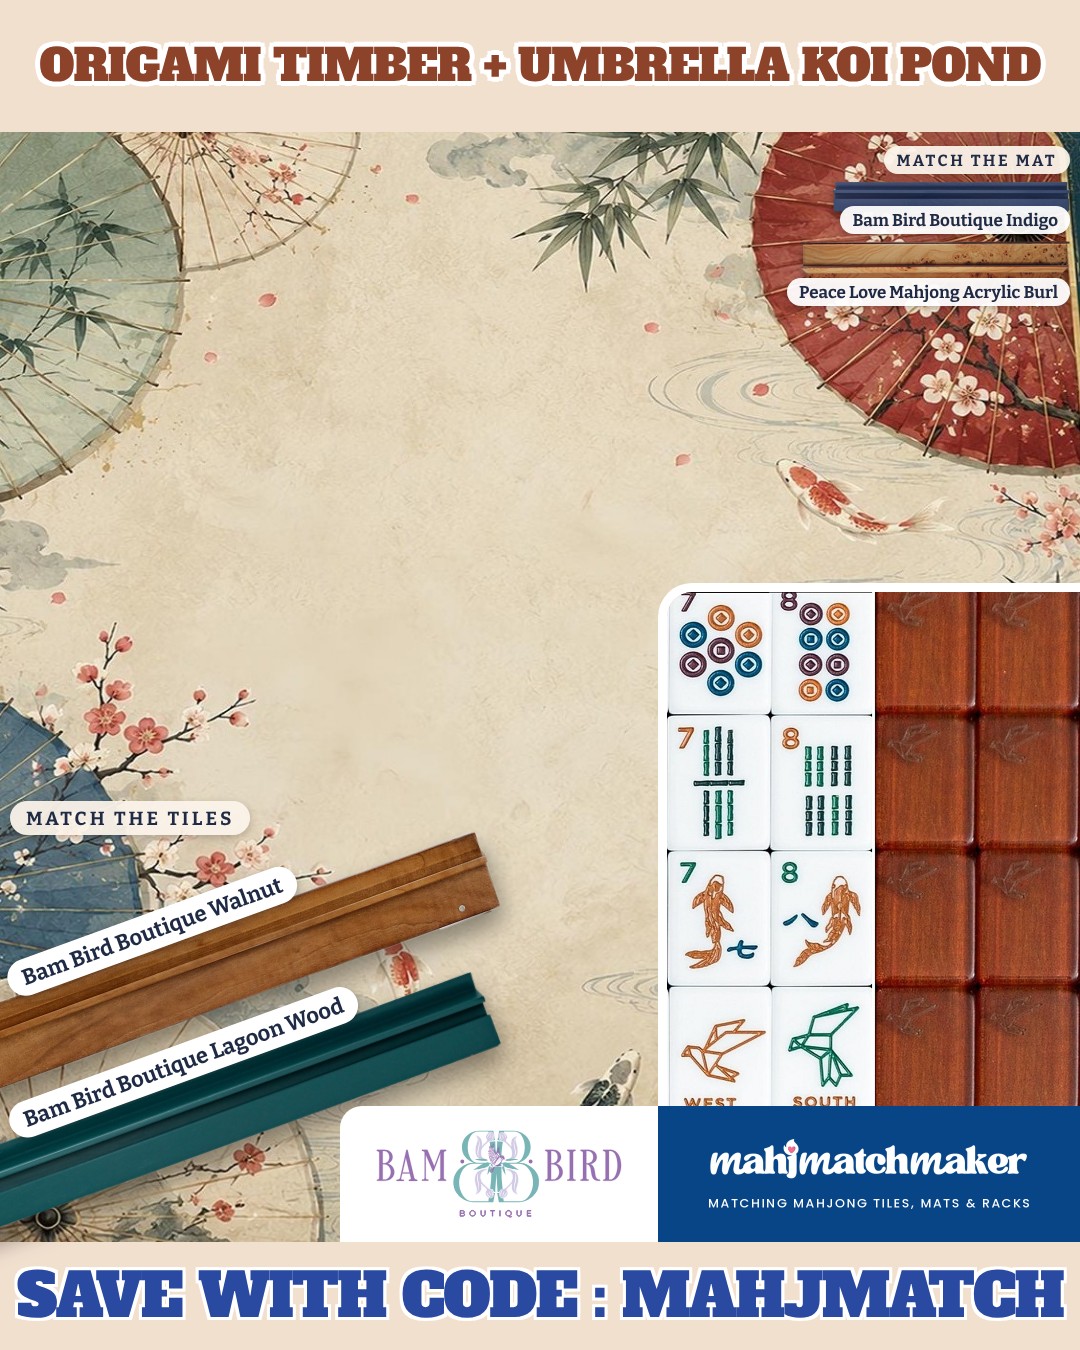 ORIGAMI TIMBER + UMBRELLA KOI POND
MATCH THE MAT
Bam Bird Boutique Indigo
Peace Love Mahjong Acrylic Burl
7 8
7 8
7 8
七 八
WEST SOUTH
MATCH THE TILES
Bam Bird Boutique Walnut
Bam Bird Boutique Lagoon Wood
BAM BIRD
BOUTIQUE
mahjmatchmaker
MATCHING MAHJONG TILES, MATS & RACKS
SAVE WITH CODE : MAHJMATCH